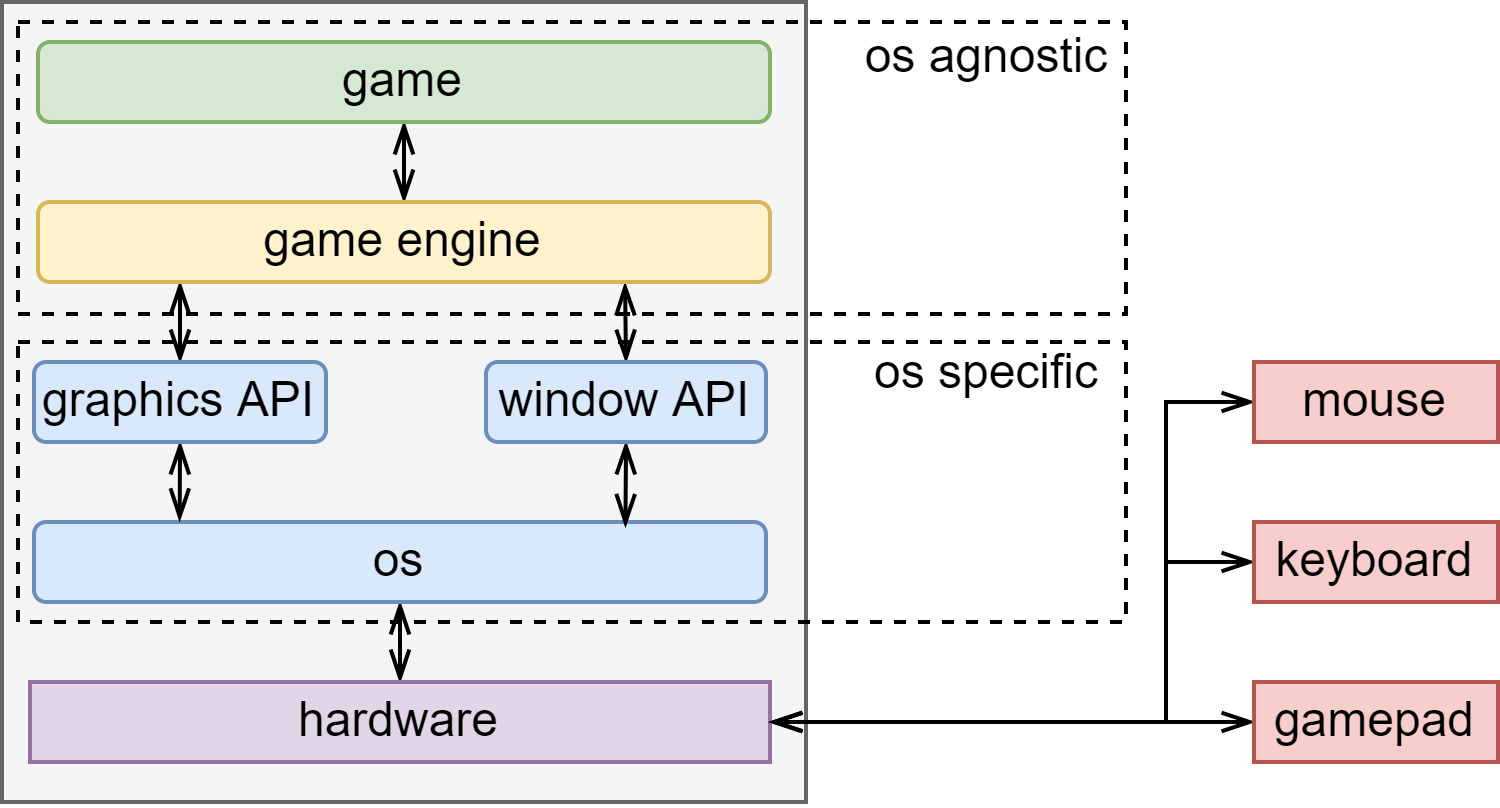 os agnostic
game
game engine
os specific
graphics API
window API
mouse
os
keyboard
hardware
gamepad